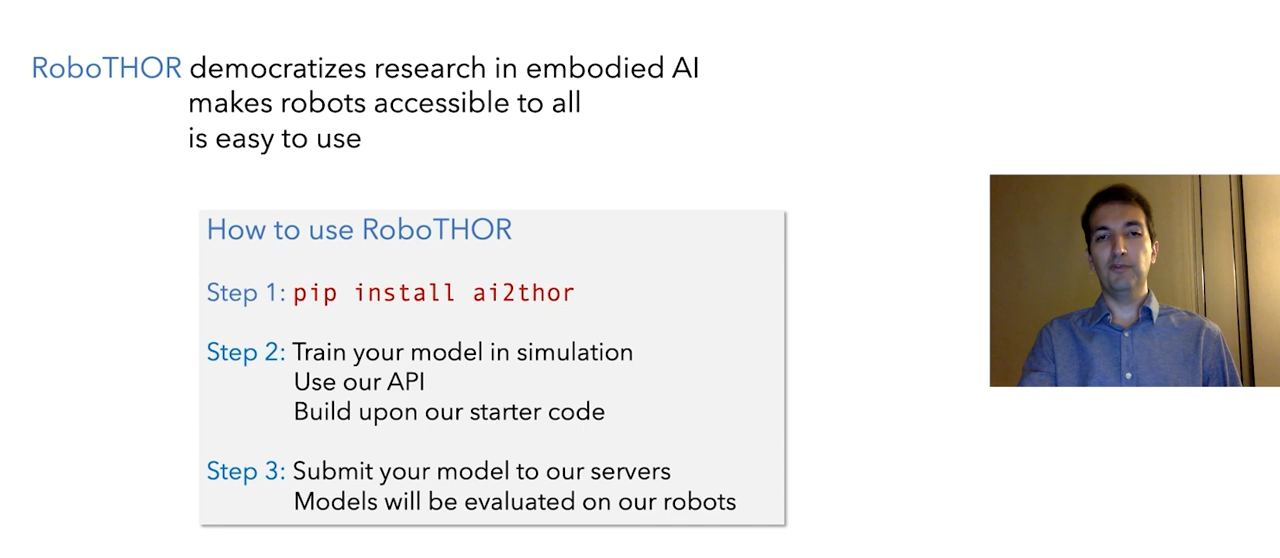 RoboTHOR democratizes research in embodied AI
makes robots accessible to all
is easy to use
How to use RoboTHOR
Step 1: pip install ai2thor
Step 2: Train your model in simulation
Use our API
Build upon our starter code
Step 3: Submit your model to our servers
Models will be evaluated on our robots